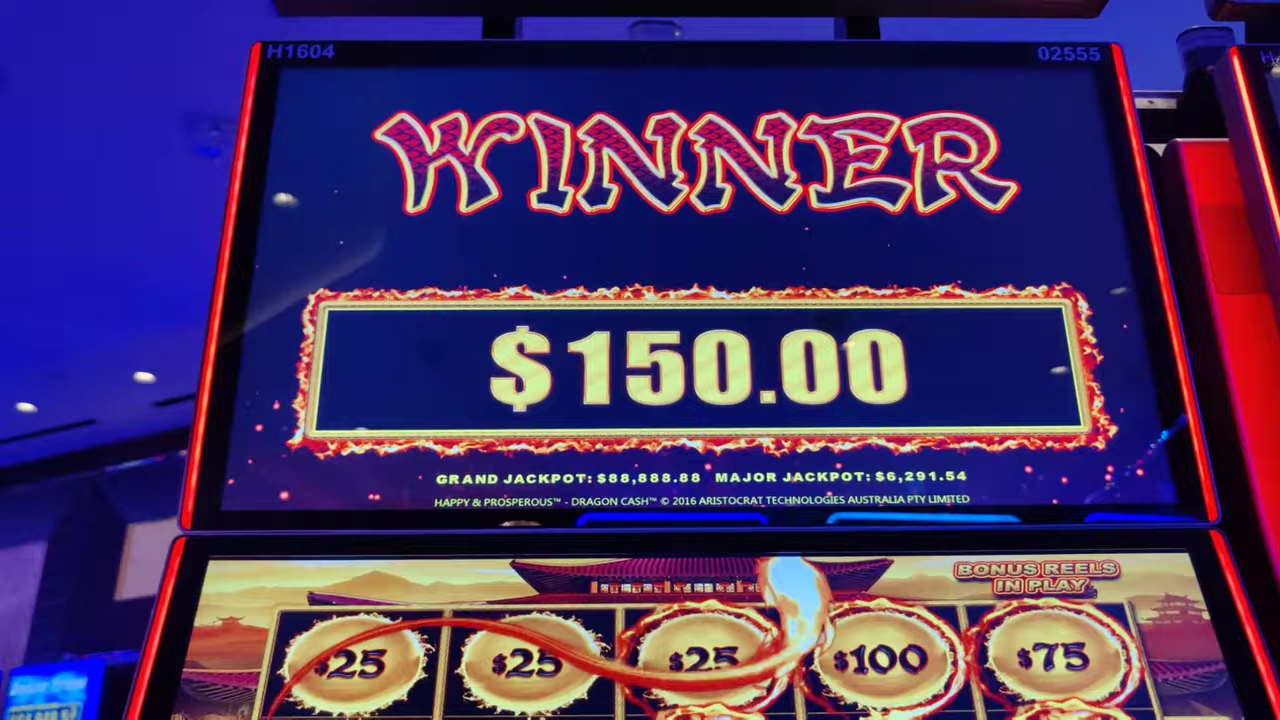 H1604 02555
WINNER
$150.00
GRAND JACKPOT: $88,888.88 MAJOR JACKPOT: $6,291.54
HAPPY & PROSPEROUS™ - DRAGON CASH™ © 2016 ARISTOCRAT TECHNOLOGIES AUSTRALIA PTY LIMITED
BONUS REELS
IN PLAY
$25 $25 $25 $100 $75